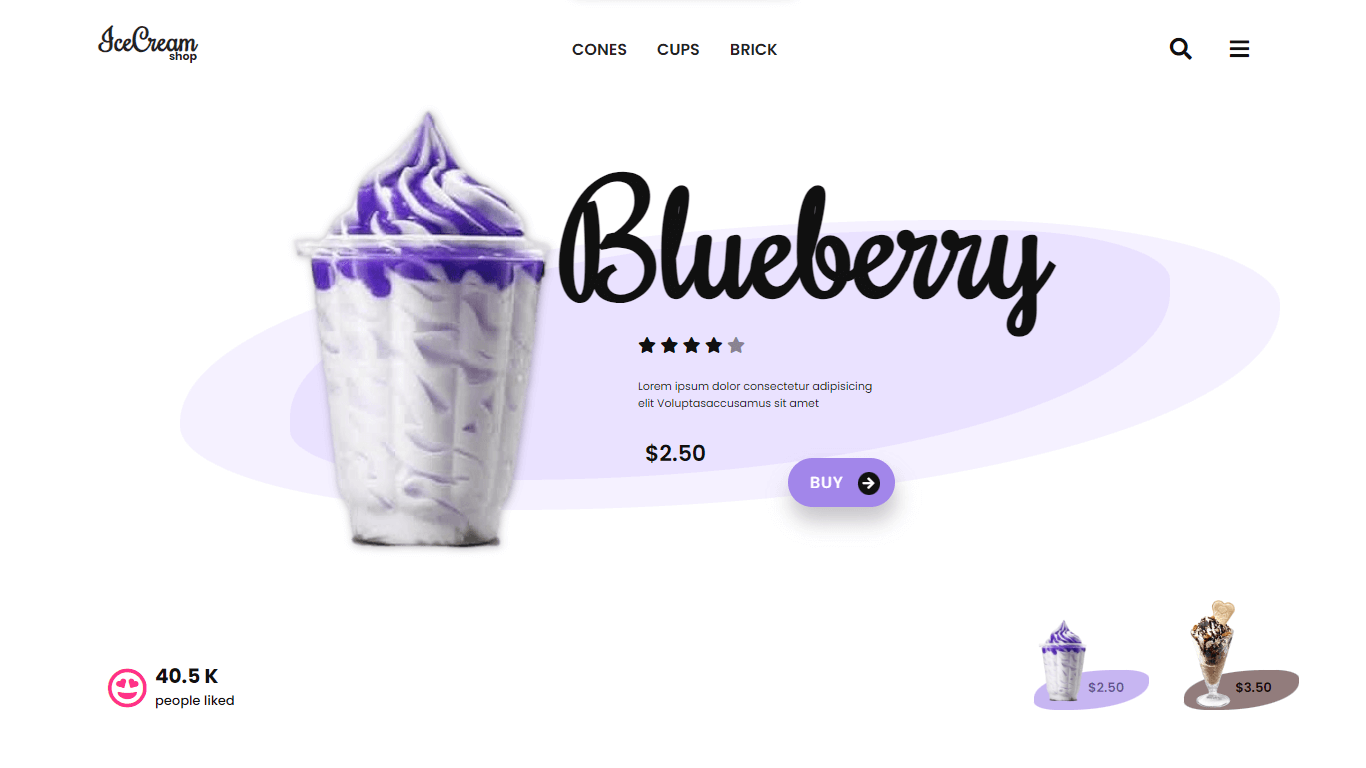 IceCream
shop
CONES CUPS BRICK
Blueberry
Lorem ipsum dolor consectetur adipisicing
elit Voluptasaccusamus sit amet
$2.50
BUY
40.5 K
people liked
$2.50
$3.50